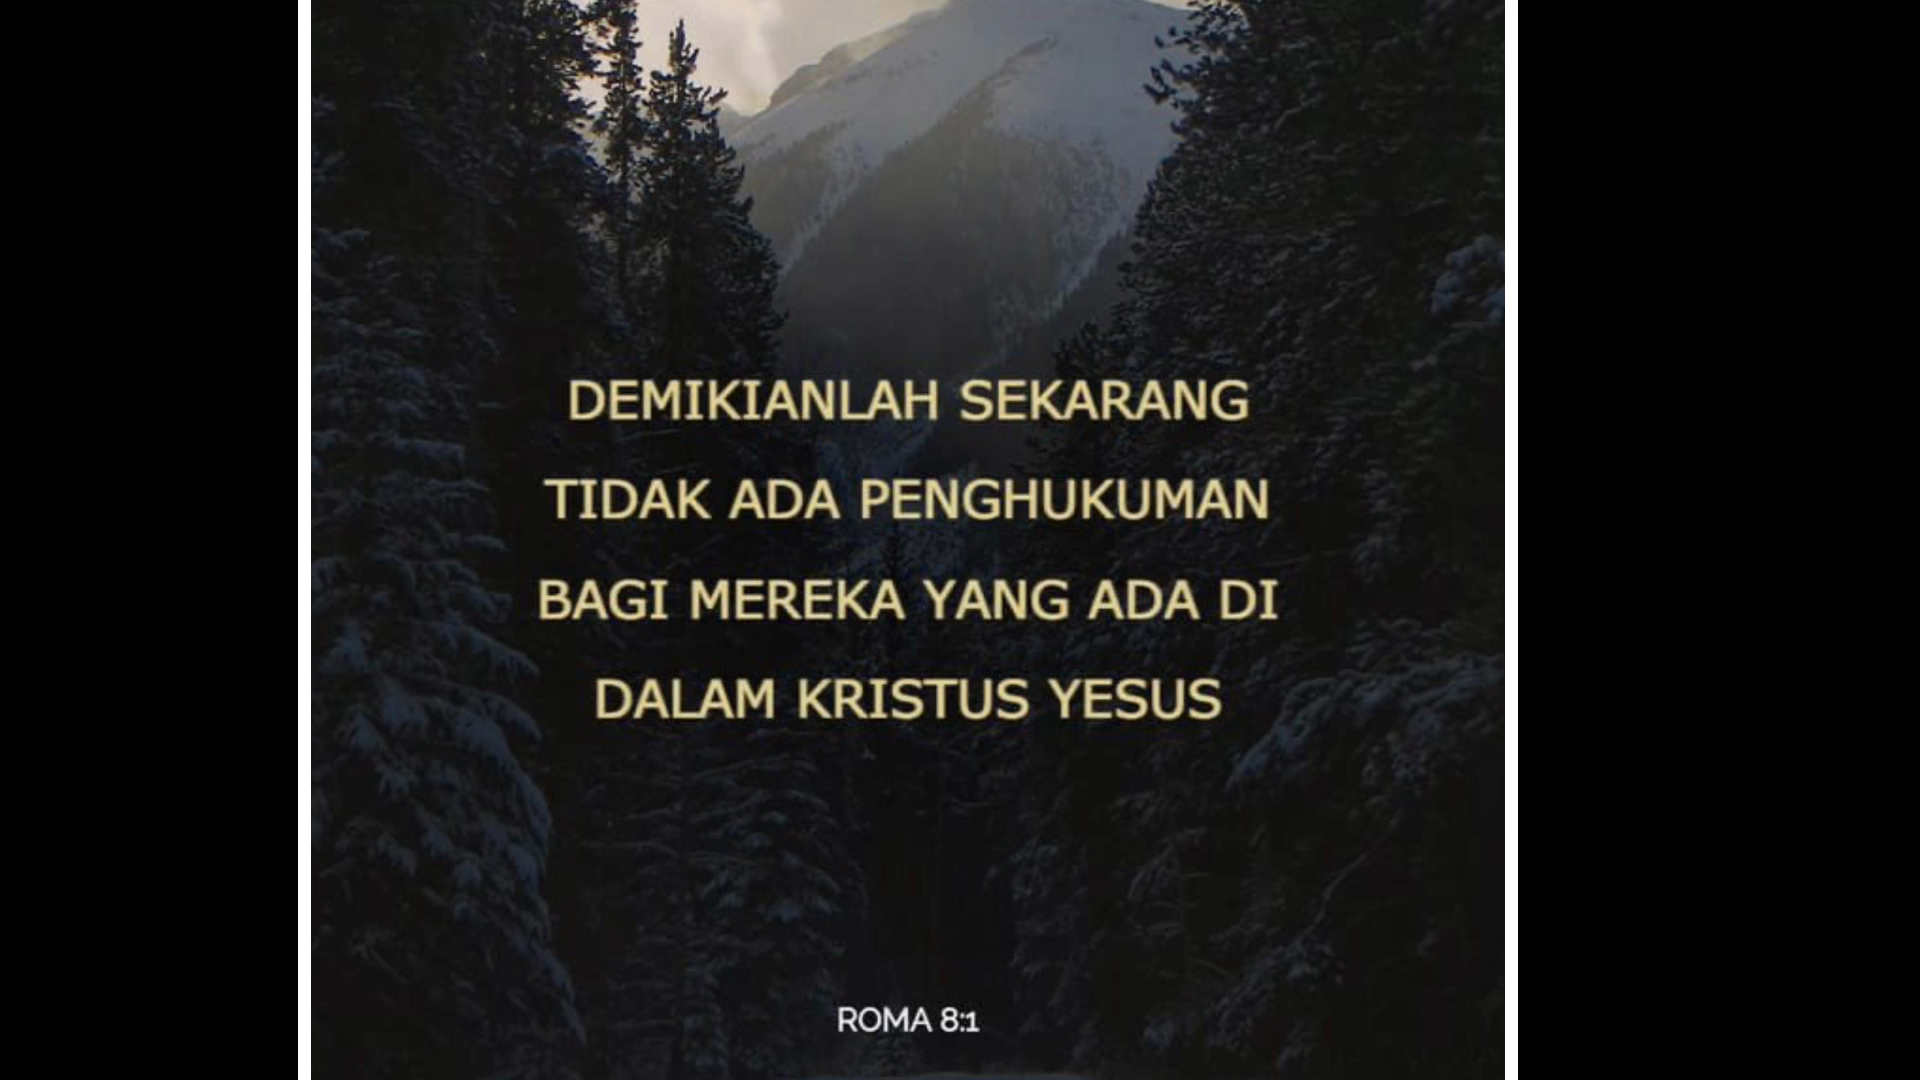 DEMIKIANLAH SEKARANG
TIDAK ADA PENGHUKUMAN
BAGI MEREKA YANG ADA DI
DALAM KRISTUS YESUS
ROMA 8:1